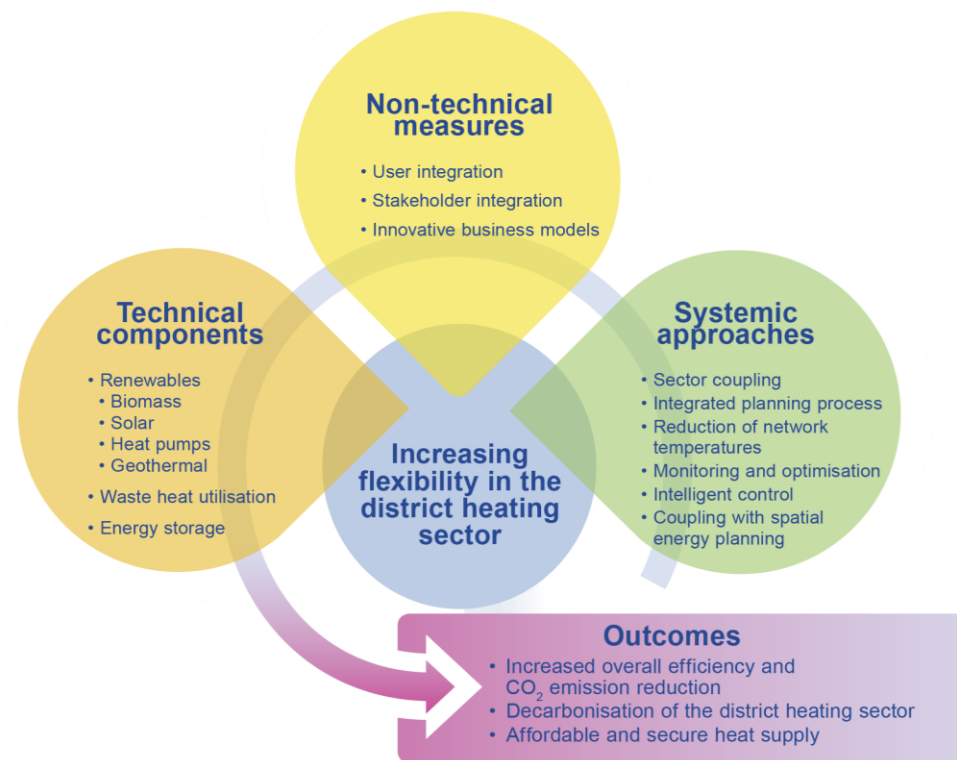 Non-technical
measures
• User integration
• Stakeholder integration
• Innovative business models
Technical
components
• Renewables
• Biomass
• Solar
• Heat pumps
• Geothermal
• Waste heat utilisation
• Energy storage
Systemic
approaches
• Sector coupling
• Integrated planning process
• Reduction of network
temperatures
• Monitoring and optimisation
• Intelligent control
• Coupling with spatial
energy planning
Increasing
flexibility in the
district heating
sector
Outcomes
• Increased overall efficiency and
CO₂ emission reduction
• Decarbonisation of the district heating sector
• Affordable and secure heat supply